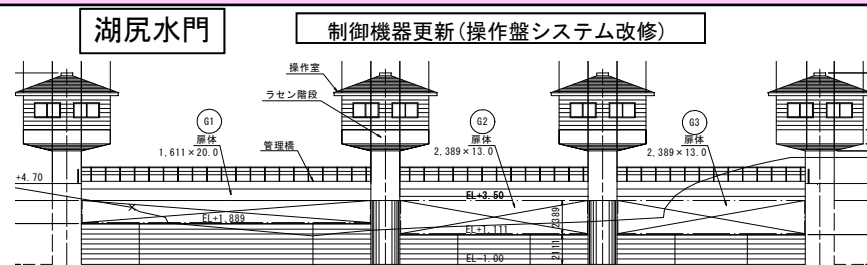 湖尻水門
制御機器更新(操作盤システム改修)
操作室
ラセン階段
G1
扉体
1,611×20.0
管理橋
G2
扉体
2,389×13.0
G3
扉体
2,389×13.0
+4.70
EL+3.50
EL+1.889
2389
EL+1.111
2111
EL-1.00